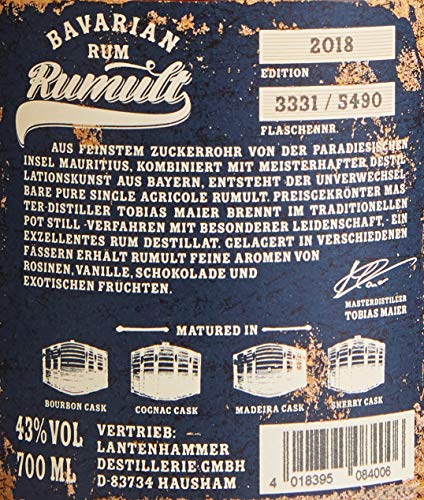 BAVARIAN
RUM
Rumult
2018
EDITION
3331 / 5490
FLASCHENNR.
AUS FEINSTEM ZUCKERROHR VON DER PARADIESISCHEN
INSEL MAURITIUS, KOMBINIERT MIT MEISTERHAFTER DESTIL
LATIONSKUNST AUS BAYERN, ENTSTEHT DER UNVERWECHSEL
BARE PURE SINGLE AGRICOLE RUMULT. PREISGEKRÖNTER MAS
TER-DISTILLER TOBIAS MAIER BRENNT IM TRADITIONELLEN
POT STILL -VERFAHREN MIT BESONDERER LEIDENSCHAFT. EIN
EXZELLENTES RUM DESTILLAT. GELAGERT IN VERSCHIEDENEN
FÄSSERN ERHÄLT RUMULT FEINE AROMEN VON
ROSINEN, VANILLE, SCHOKOLADE UND
EXOTISCHEN FRÜCHTEN.
MASTERDISTILLER
TOBIAS MAIER
MATURED IN
BOURBON CASK COGNAC CASK MADEIRA CASK SHERRY CASK
43% VOL
700 ML
VERTRIEB:
LANTENHAMMER
DESTILLERIE GMBH
D-83734 HAUSHAM
4 018395 084006